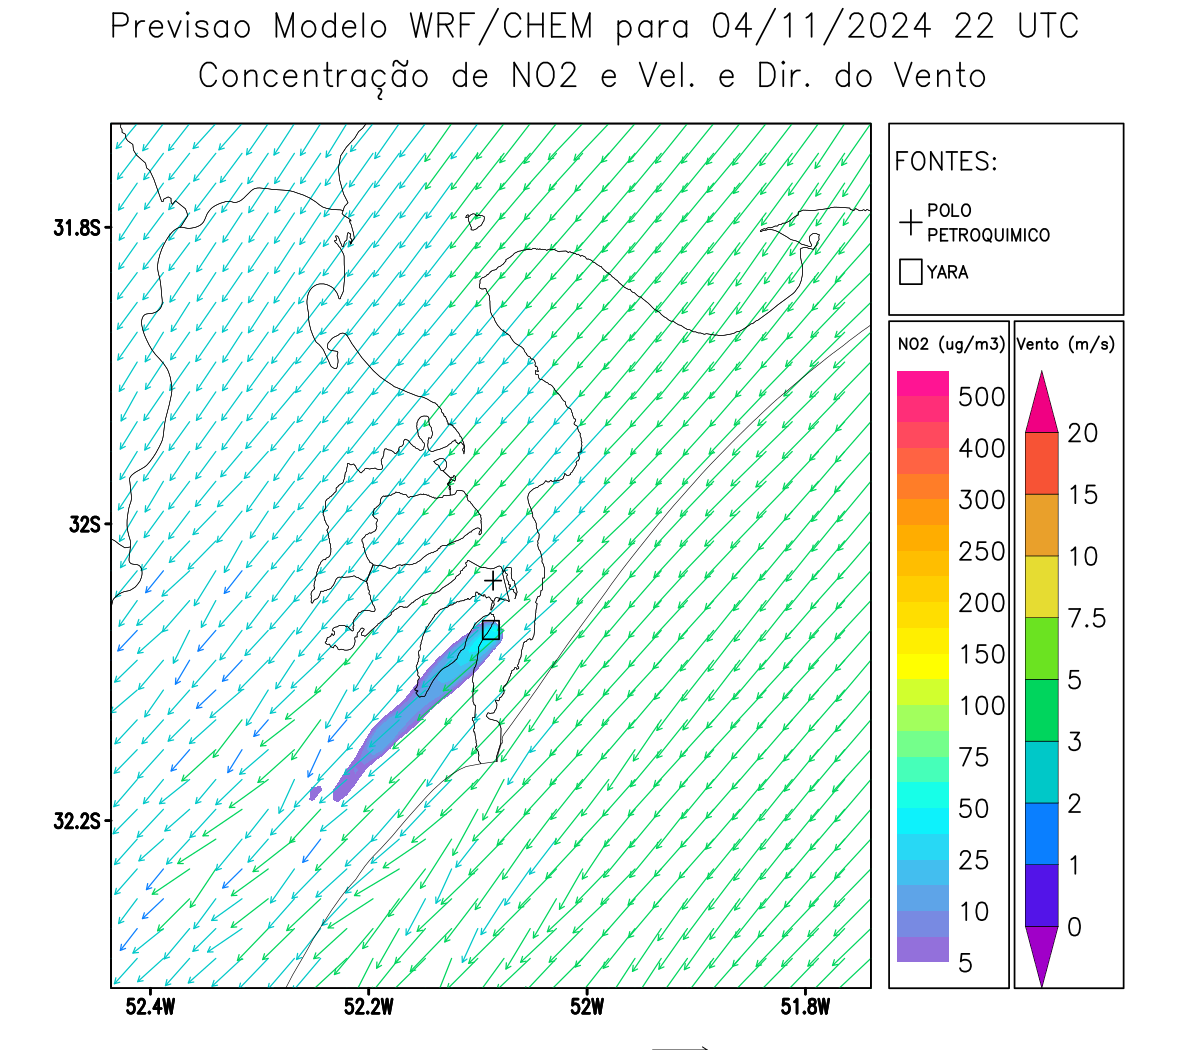 Previsao Modelo WRF/CHEM para 04/11/2024 22 UTC
Concentração de NO2 e Vel. e Dir. do Vento
FONTES:
POLO
PETROQUIMICO
YARA
31.8S
32S
32.2S
52.4W
52.2W
52W
51.8W
NO2 (ug/m3)
500
400
300
250
200
150
100
75
50
25
10
5
Vento (m/s)
20
15
10
7.5
5
3
2
1
0